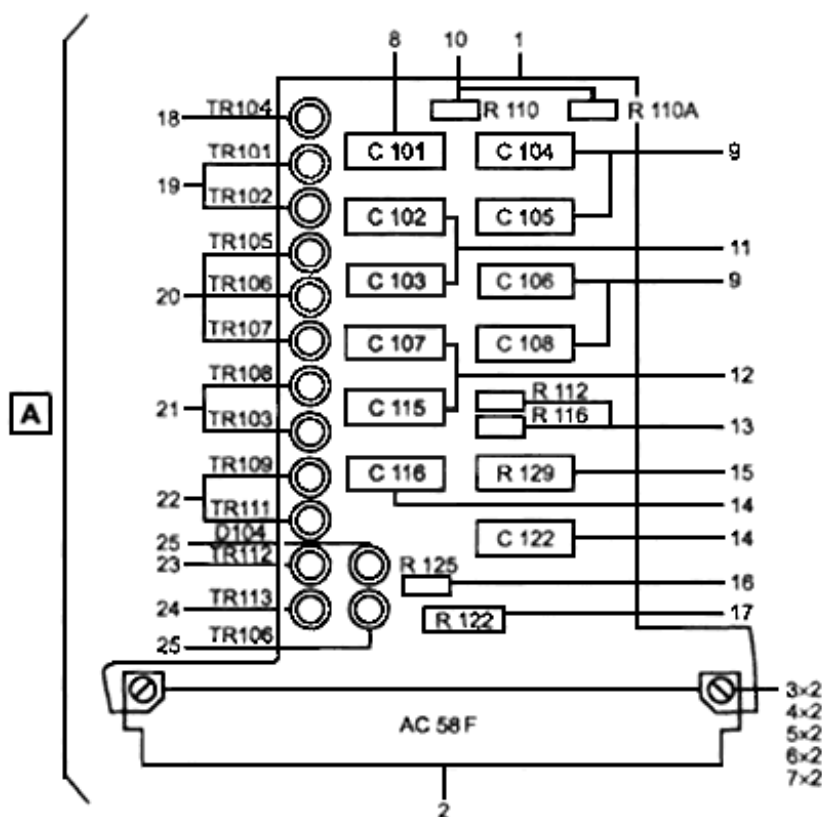 8 10 1
18 TR104 R 110 R 110A
TR101 C 101 C 104 9
19
TR102 C 102 C 105
TR105 11
20 TR106 C 103 C 106 9
TR107 C 107 C 108
TR108 12
21 C 115 R 112
TR103 R 116 13
TR109 C 116 R 129 15
22 14
TR111
25 D104 C 122 14
23 TR112 R 125
16
24 TR113 R 122 17
25 TR106
A
3×2
AC 58 F 4×2
5×2
6×2
7×2
2